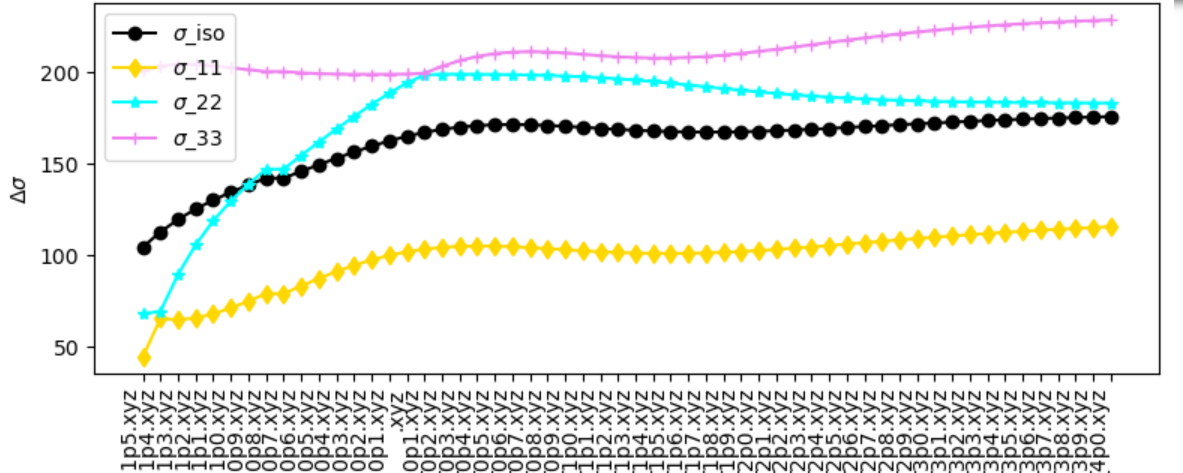 σ_iso
σ_11
σ_22
σ_33
200
150
100
50
Δσ
1p5.xyz
1p4.xyz
1p3.xyz
1p2.xyz
1p1.xyz
1p0.xyz
0p9.xyz
0p8.xyz
0p7.xyz
0p6.xyz
0p5.xyz
0p4.xyz
0p3.xyz
0p2.xyz
0p1.xyz
.xyz
0p1.xyz
0p2.xyz
0p3.xyz
0p4.xyz
0p5.xyz
0p6.xyz
0p7.xyz
0p8.xyz
0p9.xyz
1p0.xyz
1p1.xyz
1p2.xyz
1p3.xyz
1p4.xyz
1p5.xyz
1p6.xyz
1p7.xyz
1p8.xyz
1p9.xyz
2p0.xyz
2p1.xyz
2p2.xyz
2p3.xyz
2p4.xyz
2p5.xyz
2p6.xyz
2p7.xyz
2p8.xyz
2p9.xyz
3p0.xyz
3p1.xyz
3p2.xyz
3p3.xyz
3p4.xyz
3p5.xyz
3p6.xyz
3p7.xyz
3p8.xyz
3p9.xyz
4p0.xyz